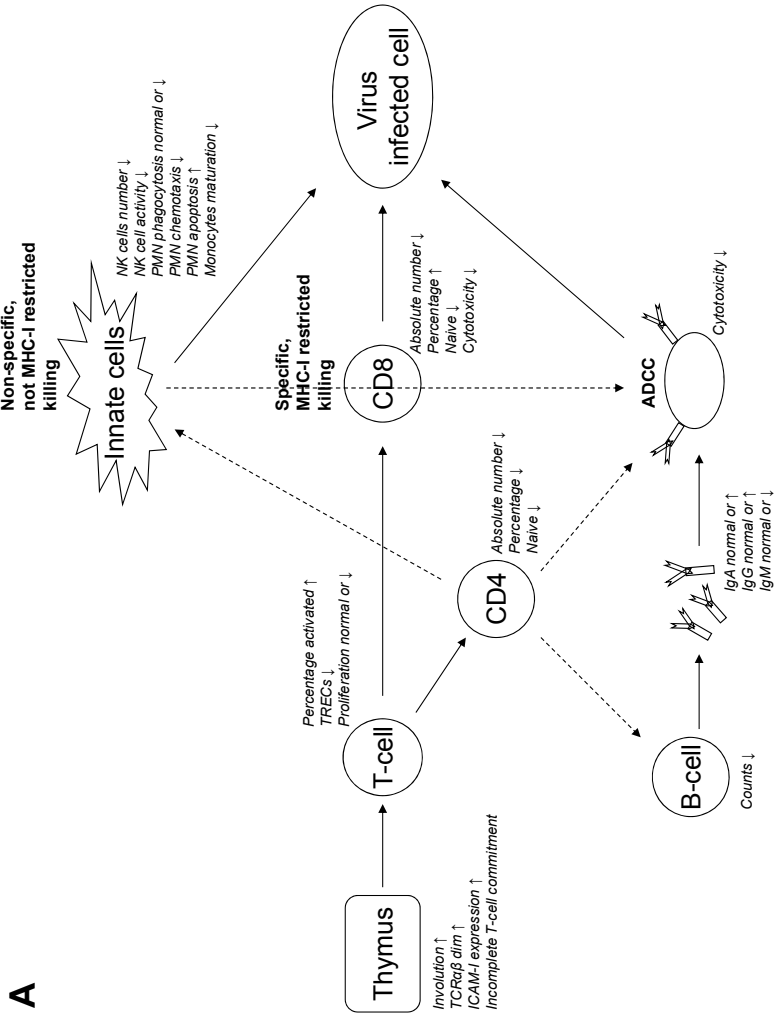 A
Non-specific,
not MHC-I restricted
killing
Innate cells
NK cells number ↓
NK cell activity ↓
PMN phagocytosis normal or ↓
PMN chemotaxis ↓
PMN apoptosis ↑
Monocytes maturation ↓
Thymus
Involution ↑
TCRαβ dim ↑
ICAM-I expression ↑
Incomplete T-cell commitment
T-cell
Percentage activated ↑
TRECs ↓
Proliferation normal or ↓
Specific,
MHC-I restricted
killing
CD8
Absolute number ↓
Percentage ↑
Naive ↓
Cytotoxicity ↓
Virus
infected cell
CD4
Absolute number ↓
Percentage ↓
Naive ↓
B-cell
Counts ↓
IgA normal or ↑
IgG normal or ↑
IgM normal or ↓
ADCC
Cytotoxicity ↓